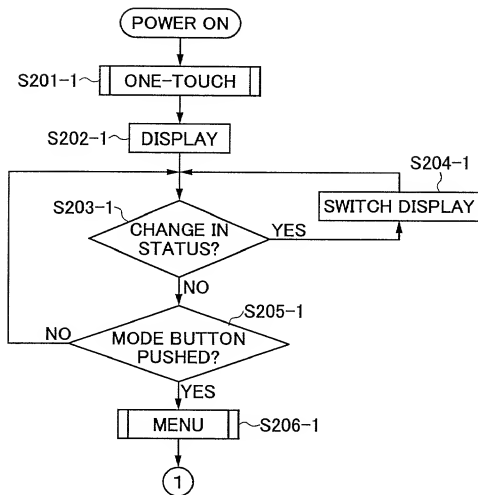 POWER ON
S201-1
ONE-TOUCH
S202-1
DISPLAY
S204-1
SWITCH DISPLAY
S203-1
CHANGE IN
STATUS?
YES
NO
S205-1
NO
MODE BUTTON
PUSHED?
YES
MENU
S206-1
1